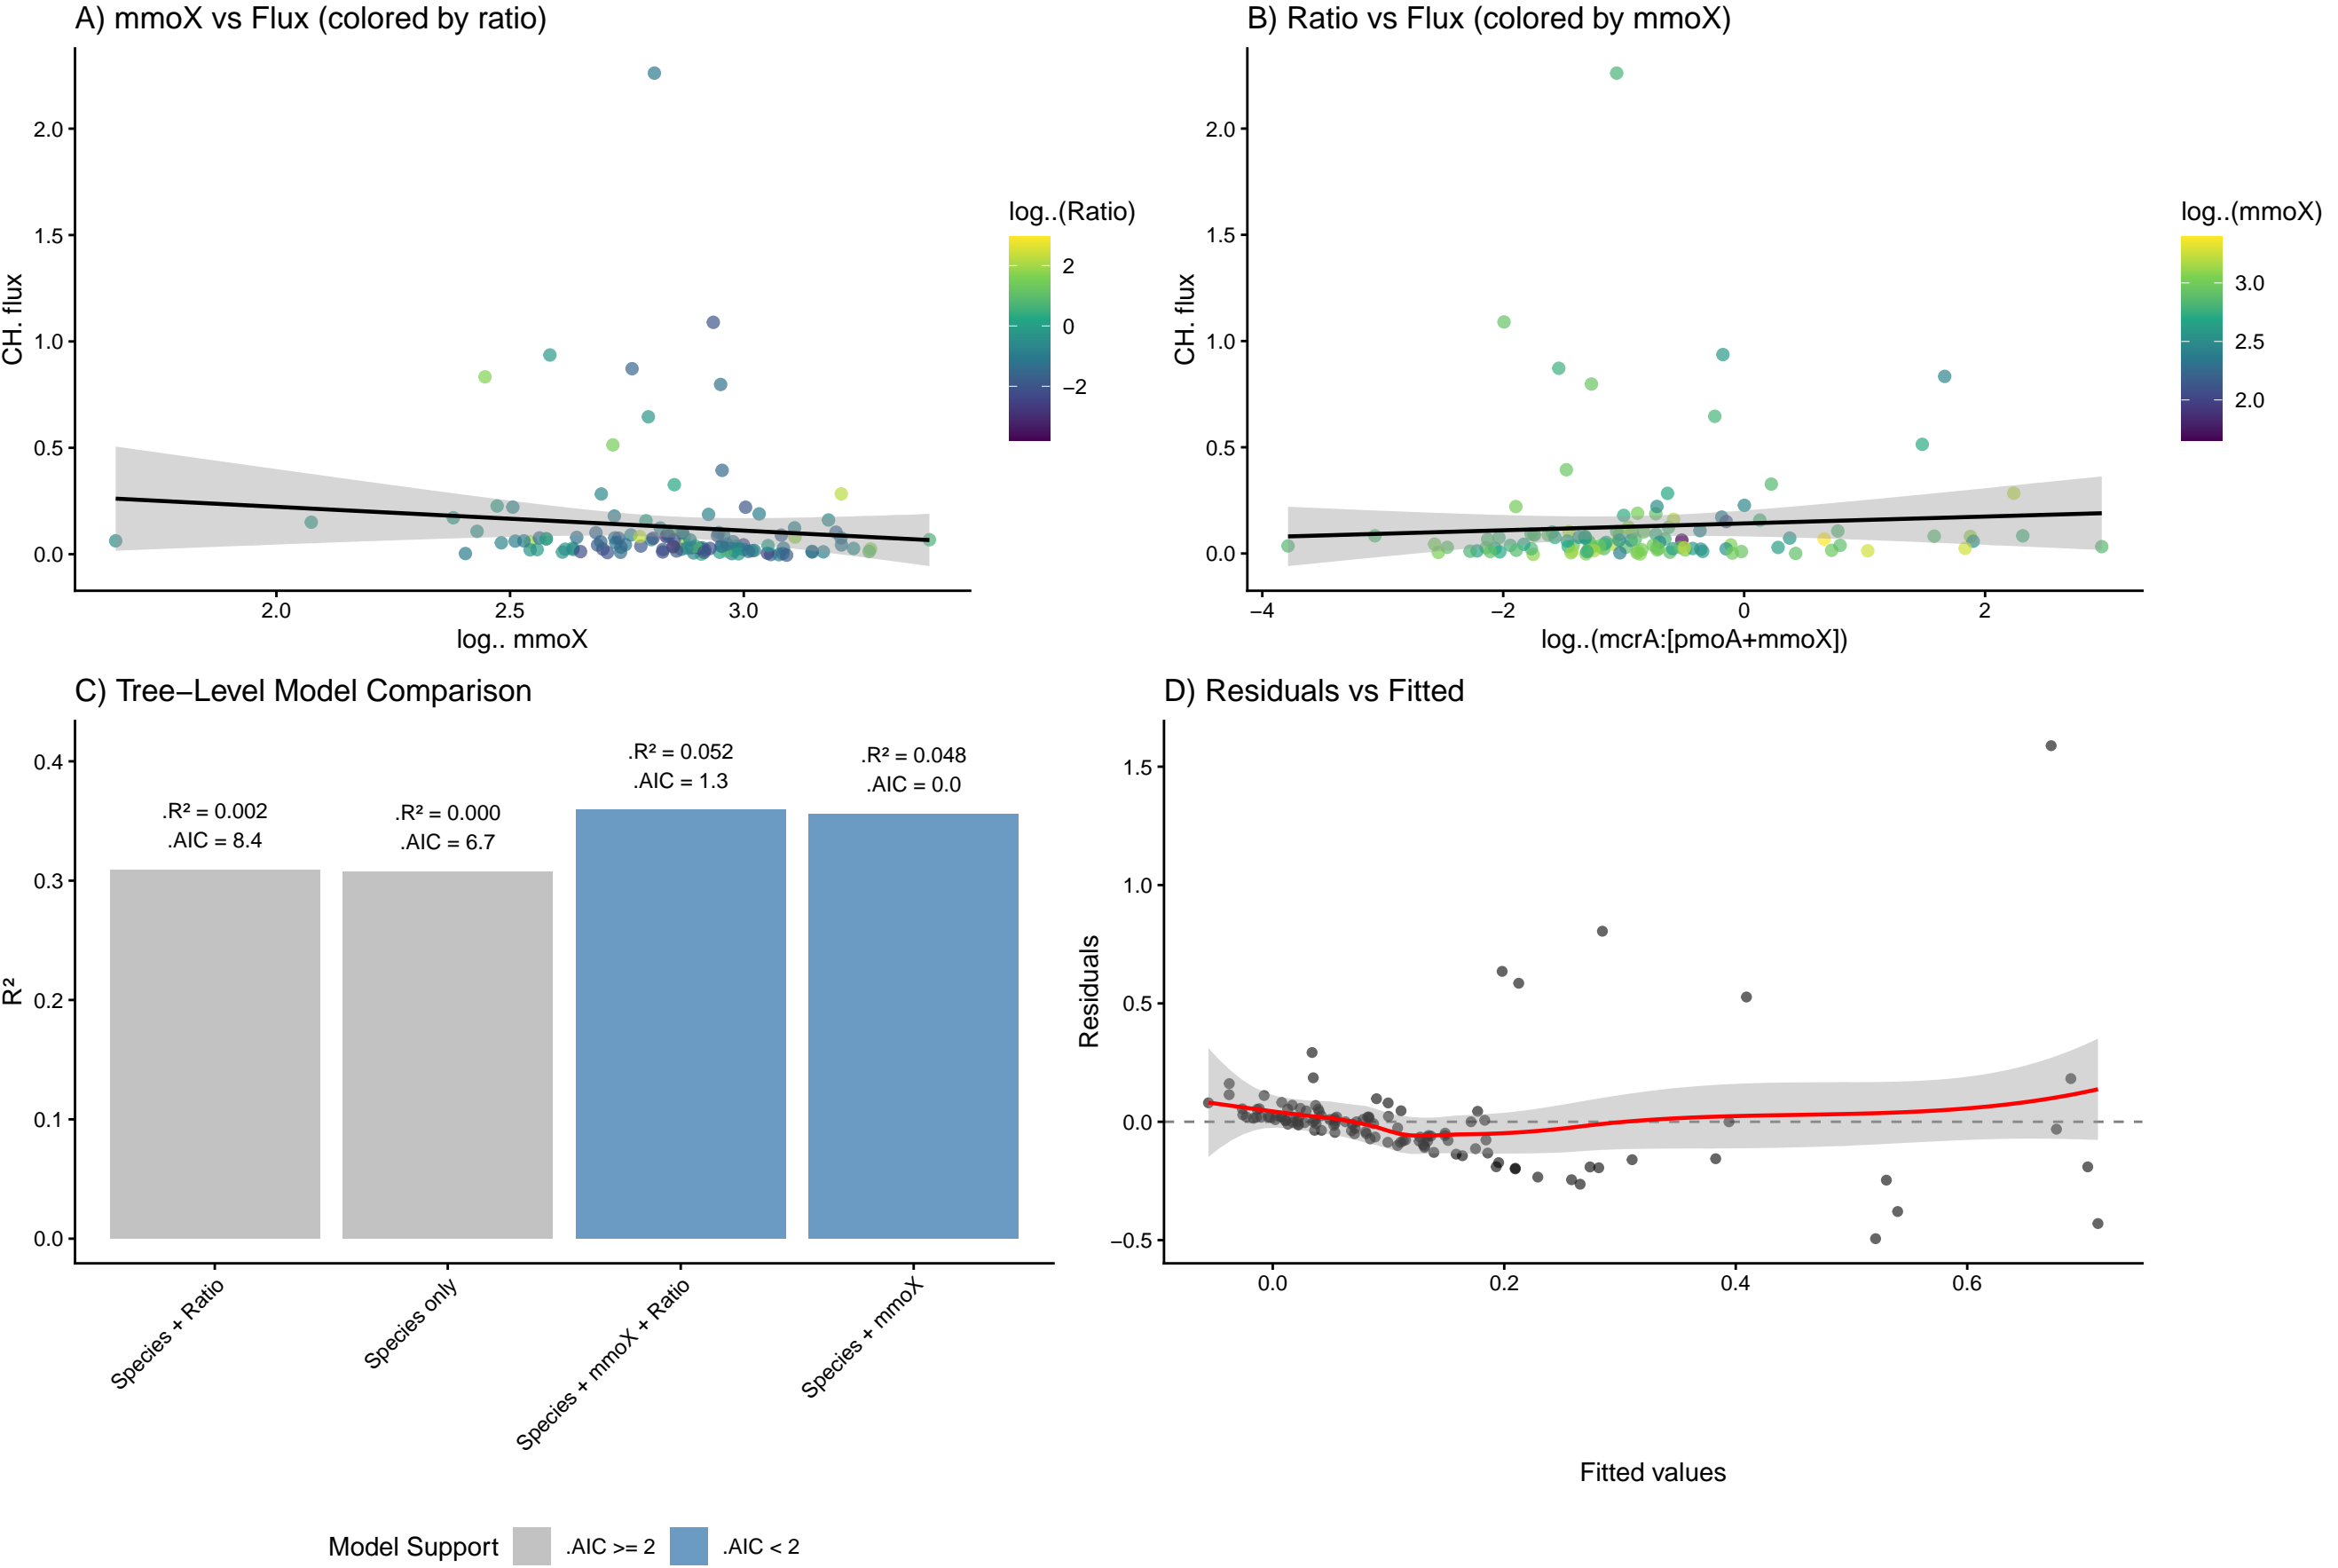 A) mmoX vs Flux (colored by ratio)
2.0
1.5
1.0
0.5
0.0
CH. flux
2.0
2.5
3.0
log.. mmoX
log..(Ratio)
2
0
−2
B) Ratio vs Flux (colored by mmoX)
2.0
1.5
1.0
0.5
0.0
CH. flux
−4
−2
0
2
log..(mcrA:[pmoA+mmoX])
log..(mmoX)
3.0
2.5
2.0
C) Tree−Level Model Comparison
0.4
0.3
0.2
0.1
0.0
R²
.R² = 0.002
.AIC = 8.4
.R² = 0.000
.AIC = 6.7
.R² = 0.052
.AIC = 1.3
.R² = 0.048
.AIC = 0.0
Species + Ratio
Species only
Species + mmoX + Ratio
Species + mmoX
Model Support
.AIC >= 2
.AIC < 2
D) Residuals vs Fitted
1.5
1.0
0.5
0.0
−0.5
Residuals
0.0
0.2
0.4
0.6
Fitted values